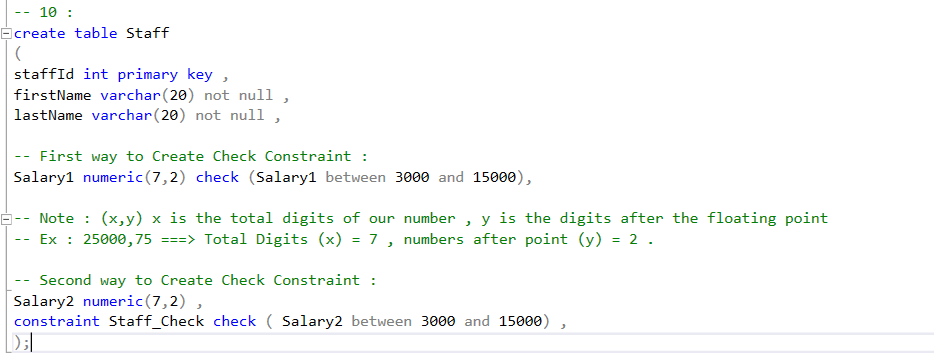 -- 10 :
create table Staff
(
staffId int primary key ,
firstName varchar(20) not null ,
lastName varchar(20) not null ,
-- First way to Create Check Constraint :
Salary1 numeric(7,2) check (Salary1 between 3000 and 15000),
-- Note : (x,y) x is the total digits of our number , y is the digits after the floating point
-- Ex : 25000,75 ===> Total Digits (x) = 7 , numbers after point (y) = 2 .
-- Second way to Create Check Constraint :
Salary2 numeric(7,2) ,
constraint Staff_Check check ( Salary2 between 3000 and 15000) ,
);